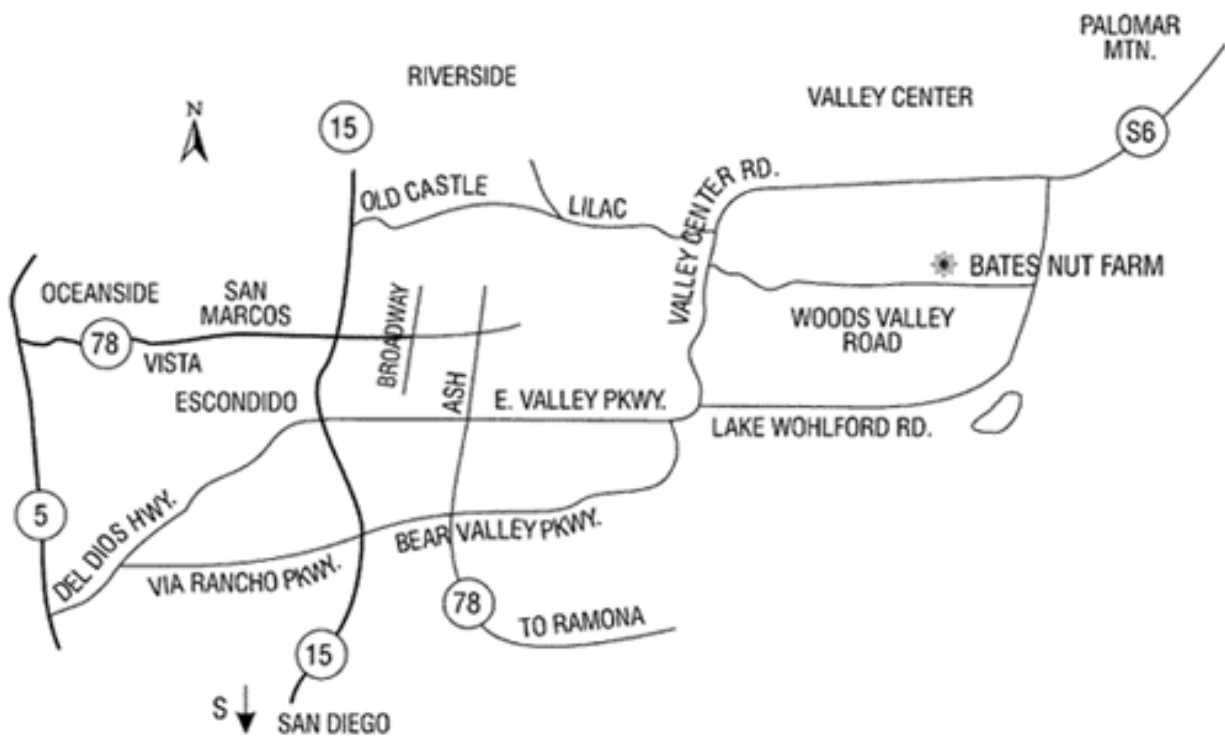 PALOMAR
MTN.
RIVERSIDE
VALLEY CENTER
N
15
S6
OLD CASTLE
LILAC
VALLEY CENTER RD.
BATES NUT FARM
OCEANSIDE
SAN
MARCOS
78
VISTA
BROADWAY
WOODS VALLEY
ROAD
ASH
ESCONDIDO
E. VALLEY PKWY.
LAKE WOHLFORD RD.
5
DEL DIOS HWY.
BEAR VALLEY PKWY.
VIA RANCHO PKWY.
78
TO RAMONA
15
S
SAN DIEGO